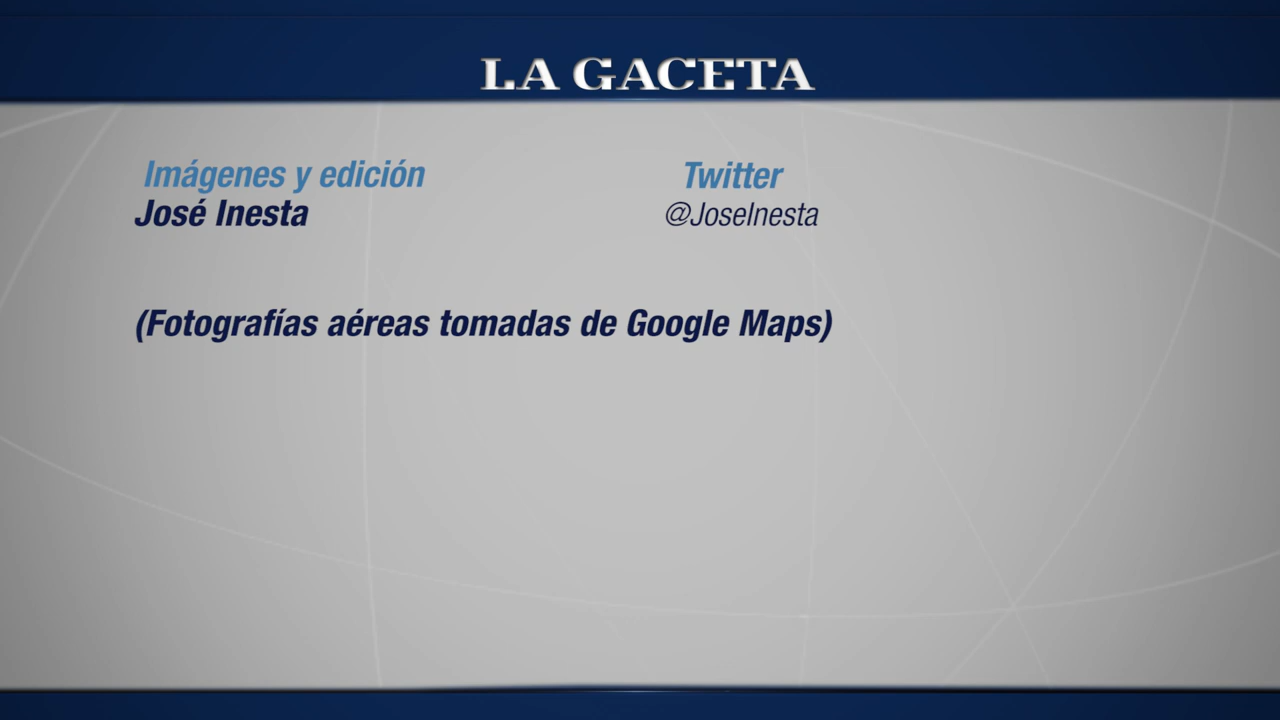 LA GACETA
Imágenes y edición
José Inesta
Twitter
@JoseInesta
(Fotografías aéreas tomadas de Google Maps)